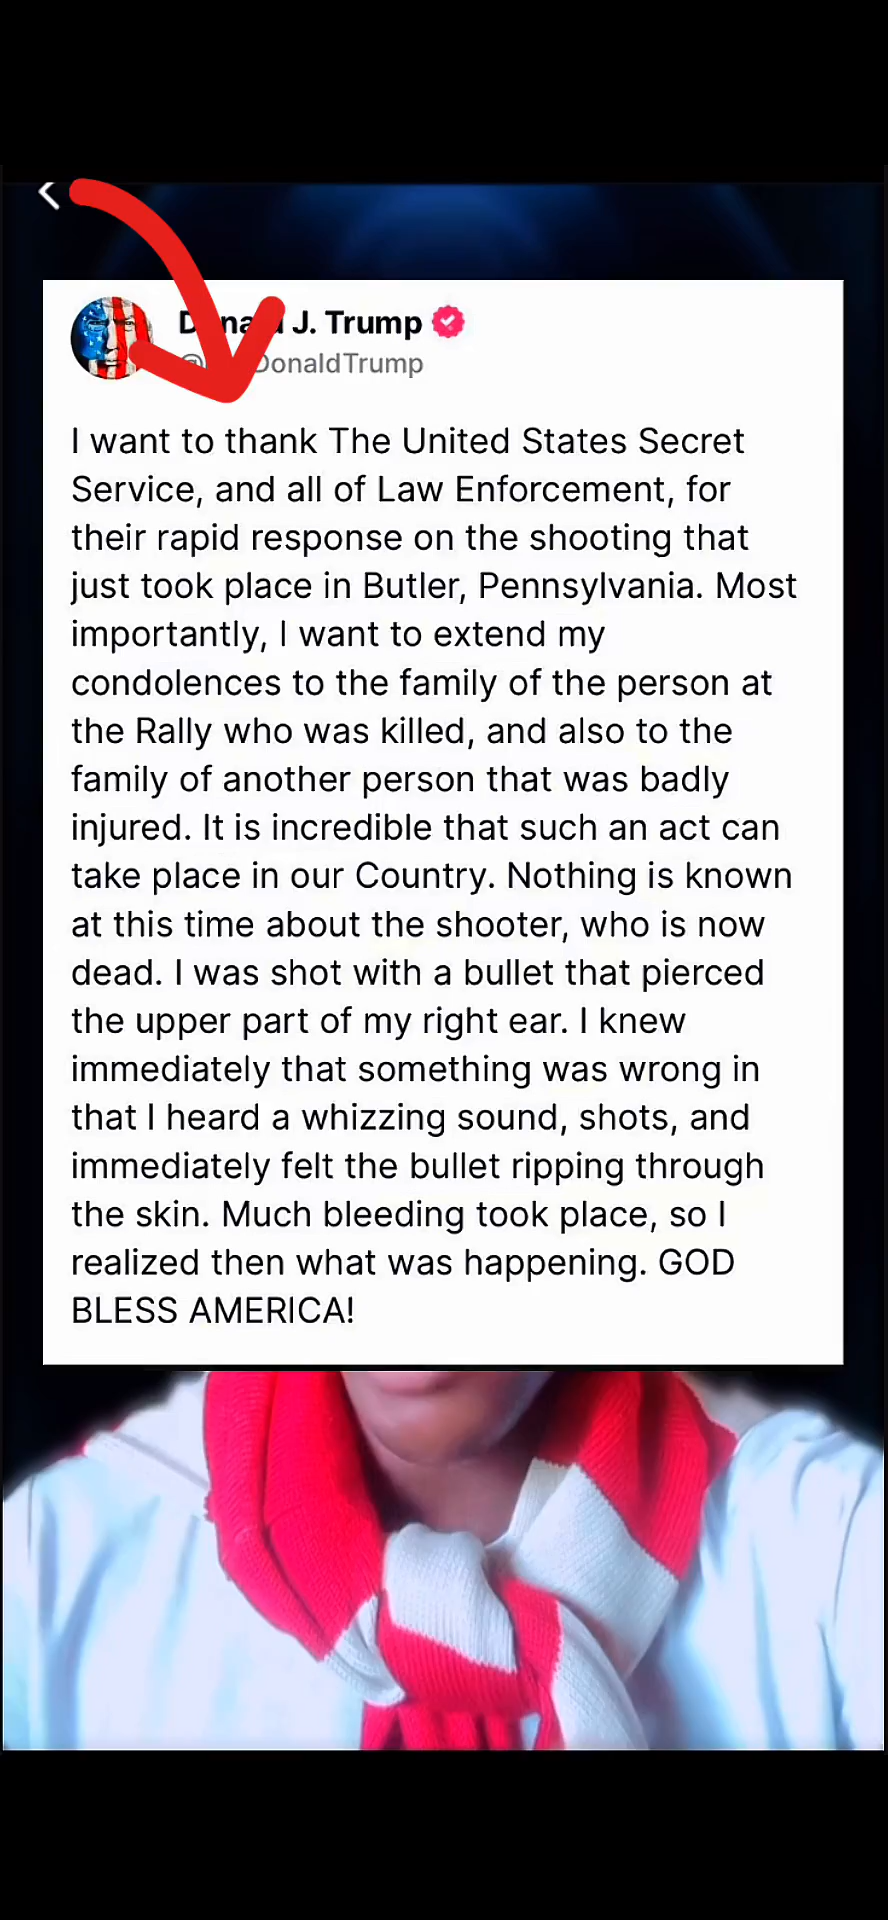 Donald J. Trump
DonaldTrump
I want to thank The United States Secret
Service, and all of Law Enforcement, for
their rapid response on the shooting that
just took place in Butler, Pennsylvania. Most
importantly, I want to extend my
condolences to the family of the person at
the Rally who was killed, and also to the
family of another person that was badly
injured. It is incredible that such an act can
take place in our Country. Nothing is known
at this time about the shooter, who is now
dead. I was shot with a bullet that pierced
the upper part of my right ear. I knew
immediately that something was wrong in
that I heard a whizzing sound, shots, and
immediately felt the bullet ripping through
the skin. Much bleeding took place, so I
realized then what was happening. GOD
BLESS AMERICA!